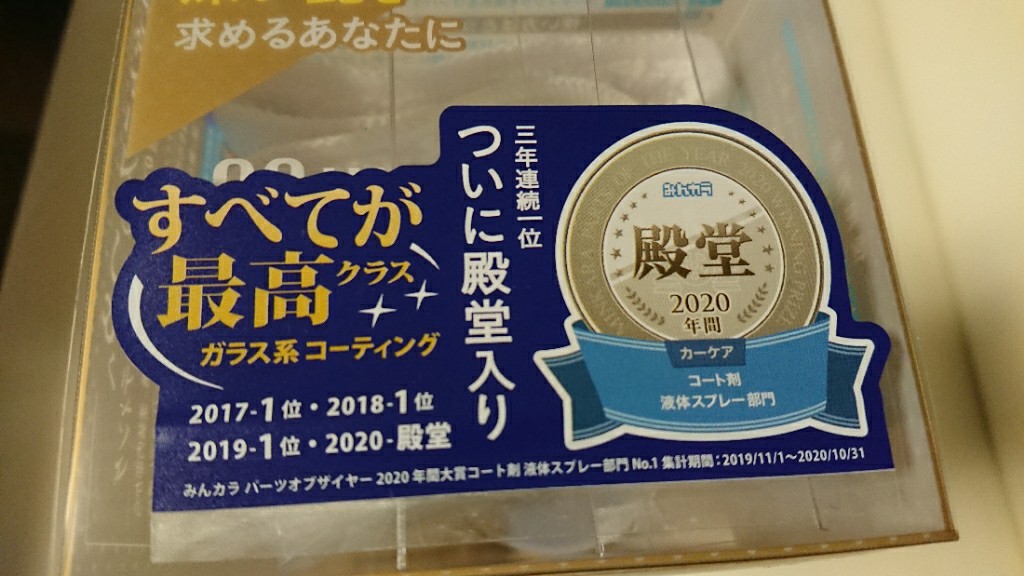 求めるあなたに
すべてが
最高クラス
ガラス系コーティング
2017-1位・2018-1位
2019-1位・2020-殿堂
三年連続一位
ついに殿堂入り
みんカラ
殿堂
2020
年間
カーケア
コート剤
液体スプレー部門
みんカラ パーツオブザイヤー 2020 年間大賞コート剤 液体スプレー部門 No.1 集計期間：2019/11/1～2020/10/31